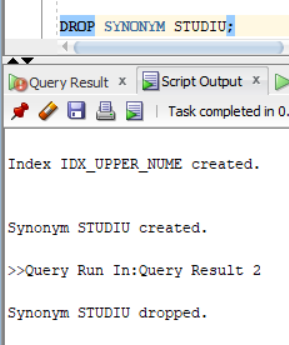 DROP SYNONYM STUDIU;
Query Result x Script Output x
Task completed in 0.
Index IDX_UPPER_NUME created.
Synonym STUDIU created.
>>Query Run In:Query Result 2
Synonym STUDIU dropped.